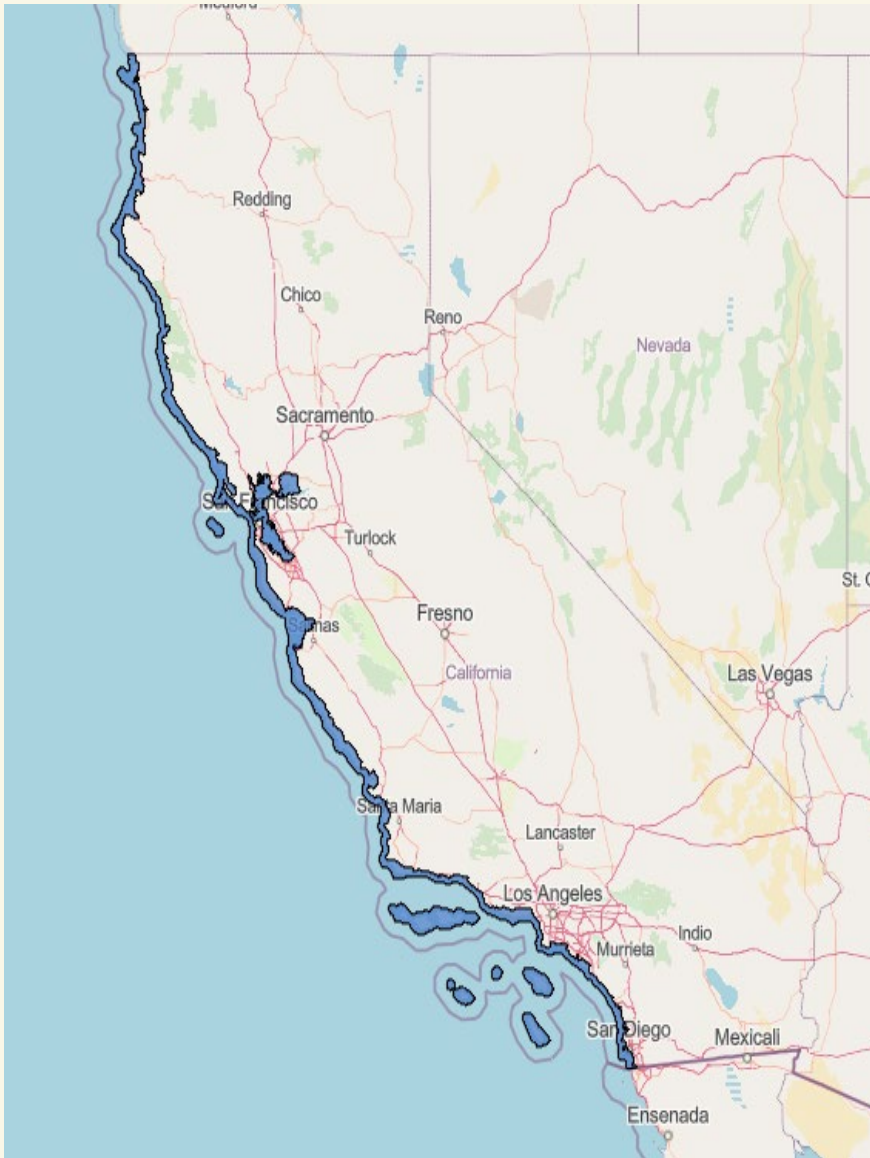 Medford
Redding
Chico
Reno
Nevada
Sacramento
San Francisco
Turlock
St. G
Salinas
Fresno
California
Las Vegas
Santa Maria
Lancaster
Los Angeles
Murrieta
Indio
San Diego
Mexicali
Ensenada